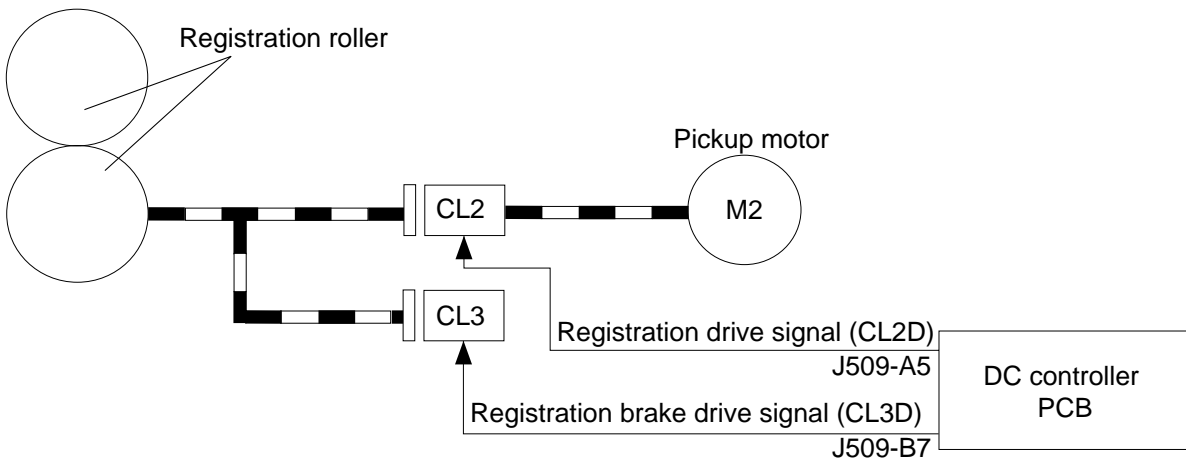 Registration roller
Pickup motor
CL2
M2
CL3
Registration drive signal (CL2D)
J509-A5
DC controller
PCB
Registration brake drive signal (CL3D)
J509-B7